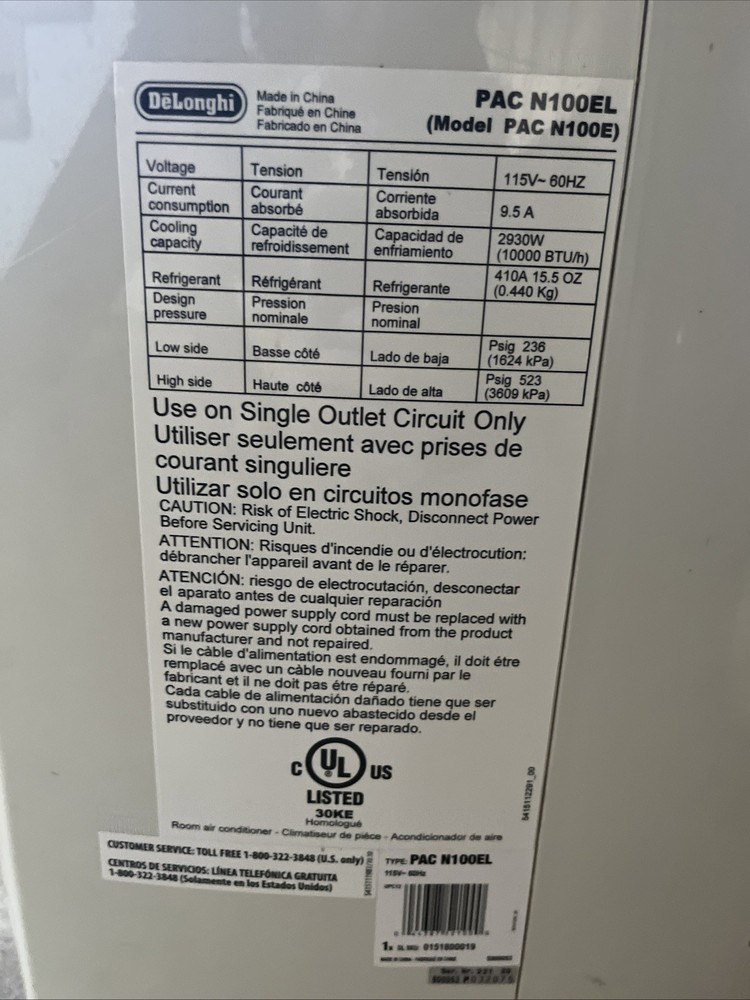 DeLonghi
Made in China
Fabriqué en Chine
Fabricado en China
PAC N100EL
(Model PAC N100E)
Voltage Tension Tensión 115V~ 60HZ
Current consumption Courant absorbé Corriente absorbida 9.5 A
Cooling capacity Capacité de refroidissement Capacidad de enfriamiento 2930W (10000 BTU/h)
Refrigerant Réfrigérant Refrigerante 410A 15.5 OZ (0.440 Kg)
Design pressure Pression nominale Presion nominal
Low side Basse côté Lado de baja Psig 236 (1624 kPa)
High side Haute côté Lado de alta Psig 523 (3609 kPa)
Use on Single Outlet Circuit Only
Utiliser seulement avec prises de
courant singuliere
Utilizar solo en circuitos monofase
CAUTION: Risk of Electric Shock, Disconnect Power
Before Servicing Unit.
ATTENTION: Risques d'incendie ou d'électrocution:
débrancher l'appareil avant de le réparer.
ATENCIÓN: riesgo de electrocutación, desconectar
el aparato antes de cualquier reparación
A damaged power supply cord must be replaced with
a new power supply cord obtained from the product
manufacturer and not repaired.
Si le càble d'alimentation est endommagé, il doit étre
remplacé avec un càble nouveau fourni par le
fabricant et il ne doit pas étre réparé.
Cada cable de alimentación dañado tiene que ser
substituido con uno nuevo abastecido desde el
proveedor y no tiene que ser reparado.
C UL US
®
LISTED
30KE
Homologué
Room air conditioner - Climatiseur de pièce - Acondicionador de aire
5415112291_00
CUSTOMER SERVICE: TOLL FREE 1-800-322-3848 (U.S. only)
CENTROS DE SERVICIOS: LÍNEA TELEFÓNICA GRATUITA
1-800-322-3848 (Solamente en los Estados Unidos)
TYPE: PAC N100EL
115V~ 60Hz
1x DL SKU 0151800019